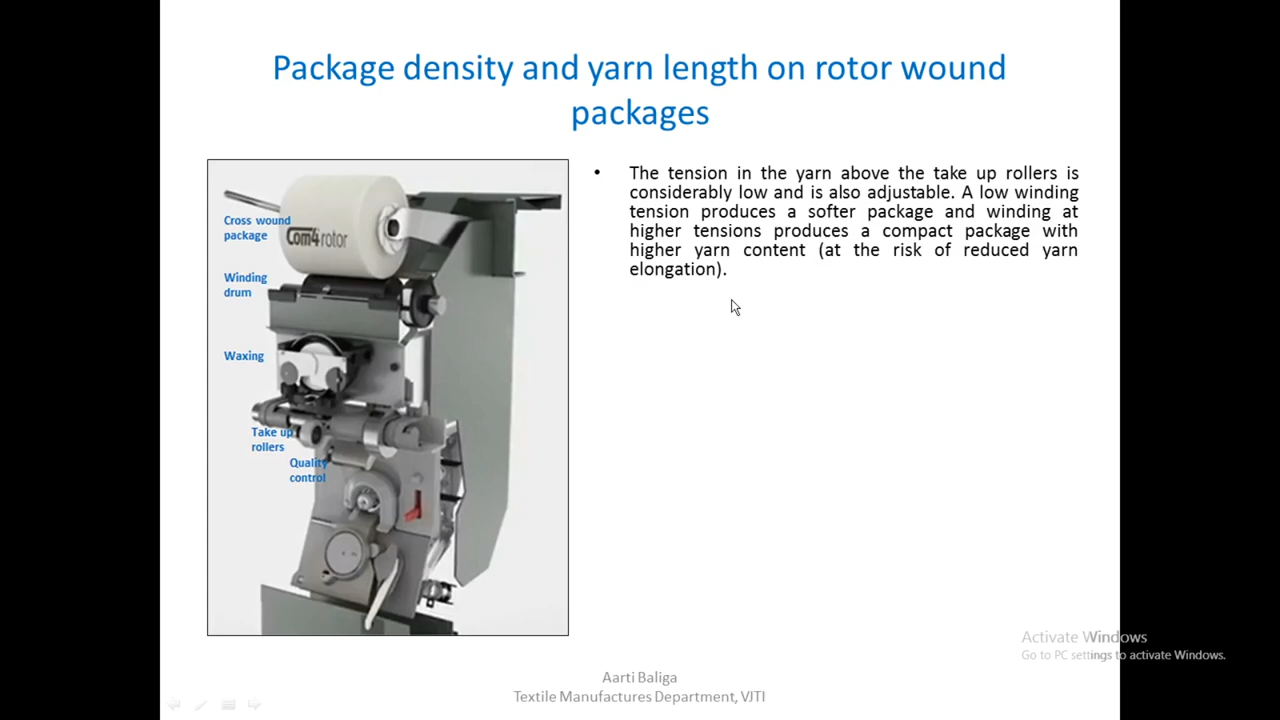 Package density and yarn length on rotor wound
packages
Cross wound
package
Com4 rotor
Winding
drum
Waxing
Take up
rollers
Quality
control
• The tension in the yarn above the take up rollers is
considerably low and is also adjustable. A low winding
tension produces a softer package and winding at
higher tensions produces a compact package with
higher yarn content (at the risk of reduced yarn
elongation).
Activate Windows
Go to PC settings to activate Windows.
Aarti Baliga
Textile Manufactures Department, VJTI